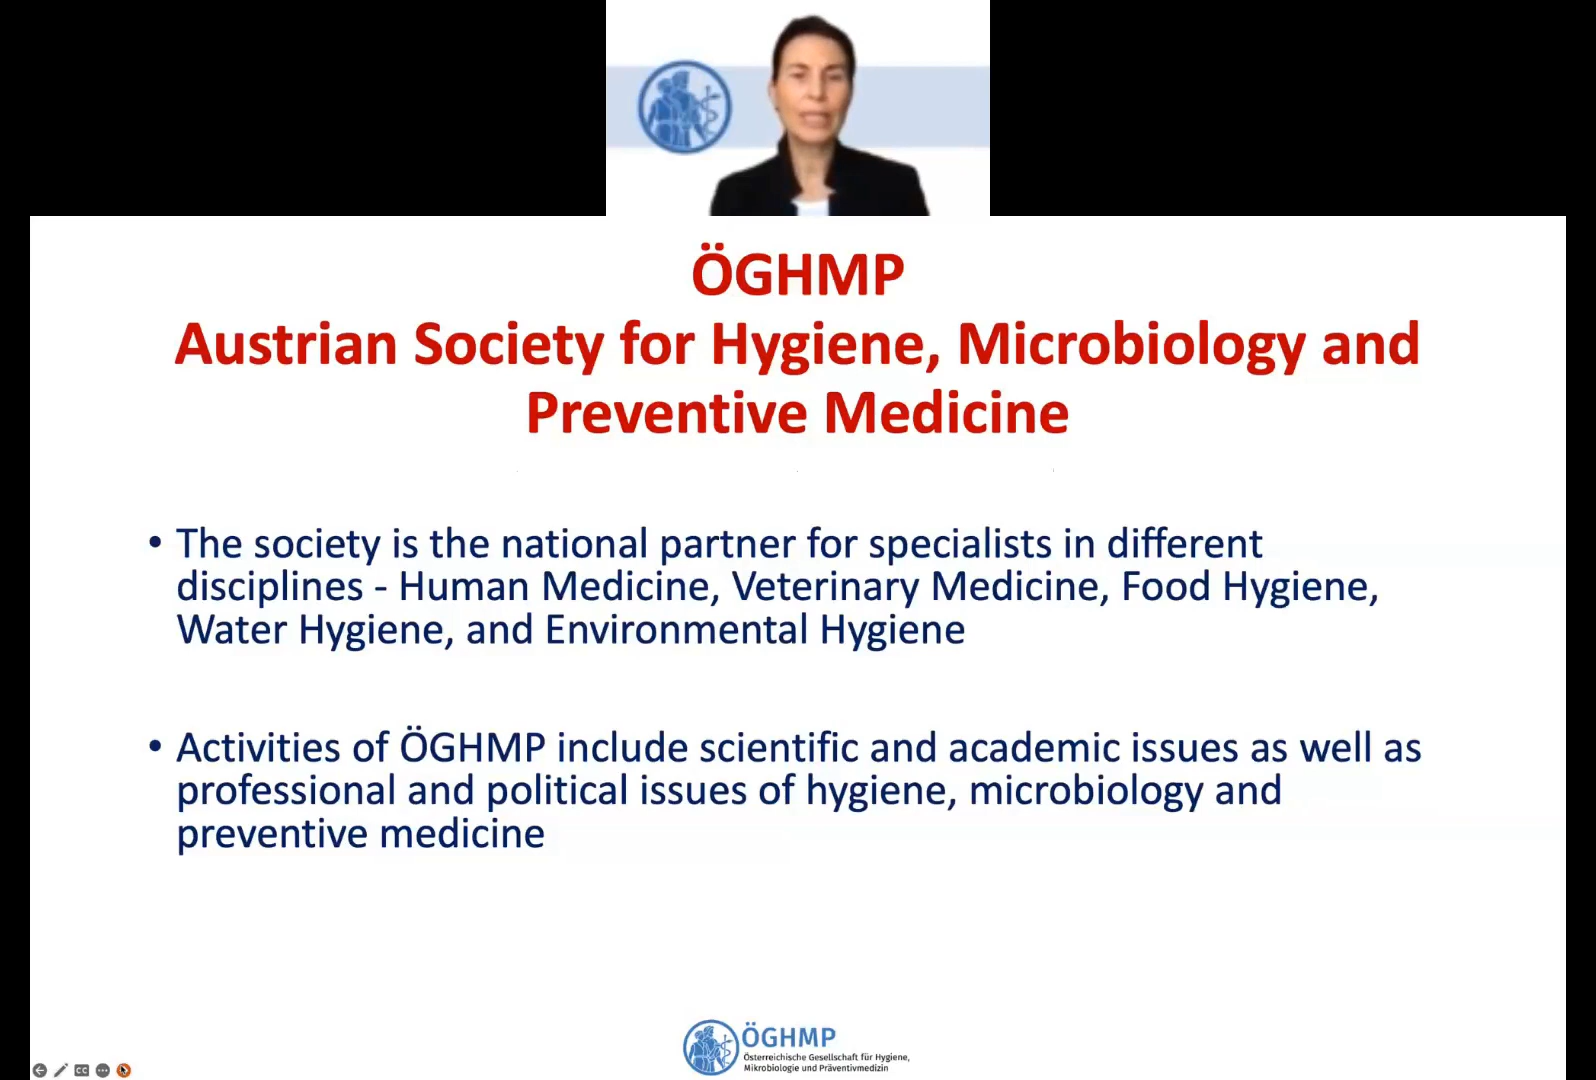 ÖGHMP
Austrian Society for Hygiene, Microbiology and
Preventive Medicine
• The society is the national partner for specialists in different
disciplines - Human Medicine, Veterinary Medicine, Food Hygiene,
Water Hygiene, and Environmental Hygiene
• Activities of ÖGHMP include scientific and academic issues as well as
professional and political issues of hygiene, microbiology and
preventive medicine
ÖGHMP
Österreichische Gesellschaft für Hygiene,
Mikrobiologie und Präventivmedizin
CC